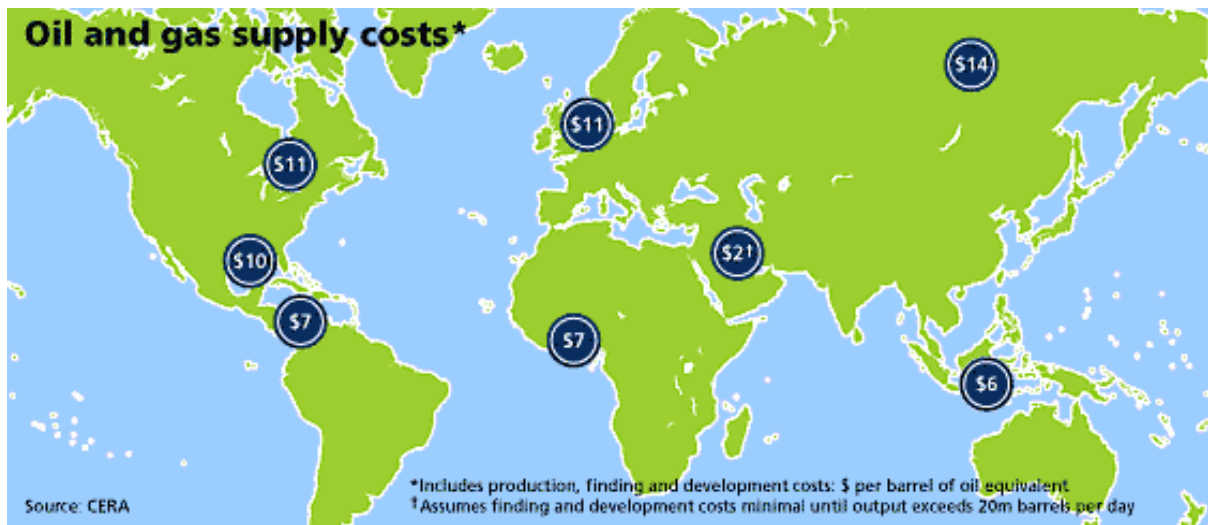 Oil and gas supply costs*
$14
$11
$11
$2†
$10
$7
$7
$6
*Includes production, finding and development costs: $ per barrel of oil equivalent
Source: CERA
†Assumes finding and development costs minimal until output exceeds 20m barrels per day